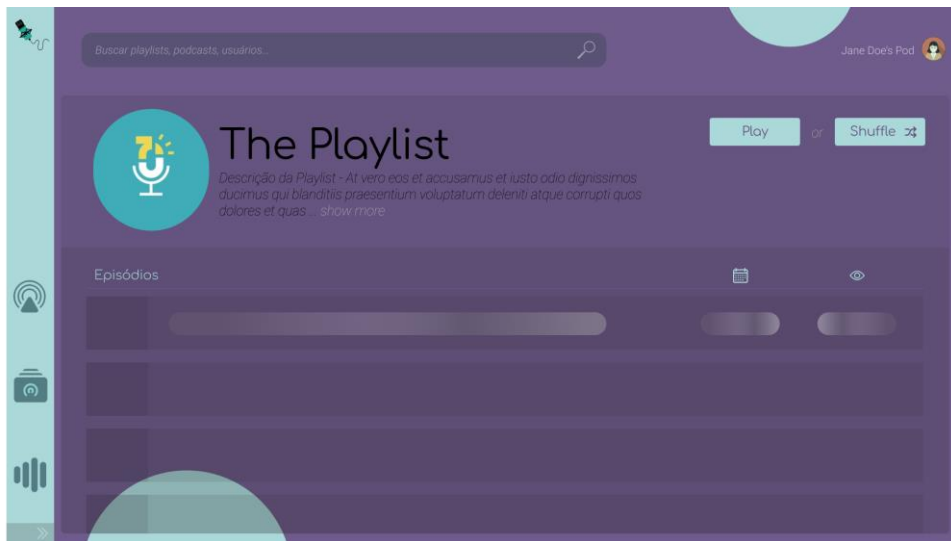 Buscar playlists, podcasts, usuários...
Jane Doe's Pod
The Playlist
Descrição da Playlist - At vero eos et accusamus et iusto odio dignissimos
ducimus qui blanditiis praesentium voluptatum deleniti atque corrupti quos
dolores et quas ... show more
Play or Shuffle
Episódios